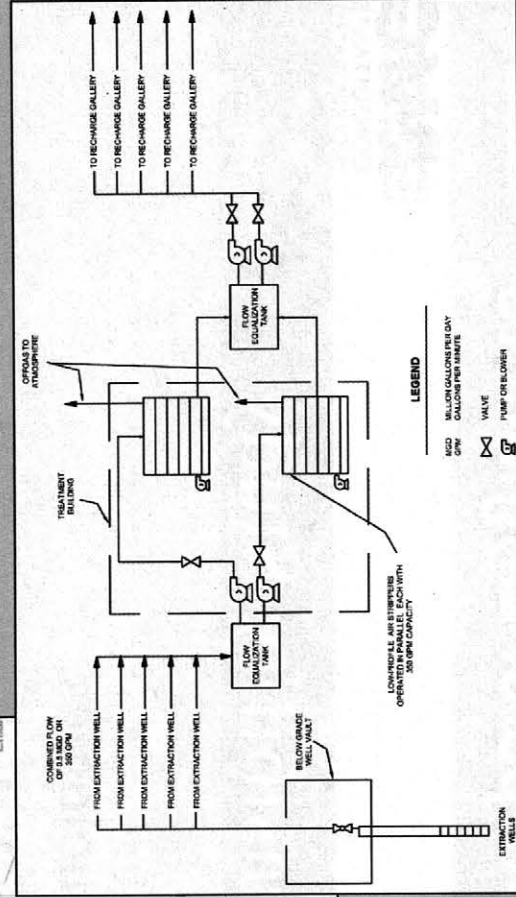 COMBINED FLOW
OF 0.5 MGD OR
350 GPM
FROM EXTRACTION WELL
FROM EXTRACTION WELL
FROM EXTRACTION WELL
FROM EXTRACTION WELL
FROM EXTRACTION WELL
BELOW GRADE
WELL VAULT
EXTRACTION
WELLS
FLOW
EQUALIZATION
TANK
TREATMENT
BUILDING
OFFGAS TO
ATMOSPHERE
LOW-PROFILE AIR STRIPPERS
OPERATED IN PARALLEL EACH WITH
350 GPM CAPACITY
FLOW
EQUALIZATION
TANK
TO RECHARGE GALLERY
TO RECHARGE GALLERY
TO RECHARGE GALLERY
TO RECHARGE GALLERY
TO RECHARGE GALLERY
LEGEND
MGD MILLION GALLONS PER DAY
GPM GALLONS PER MINUTE
VALVE
PUMP OR BLOWER